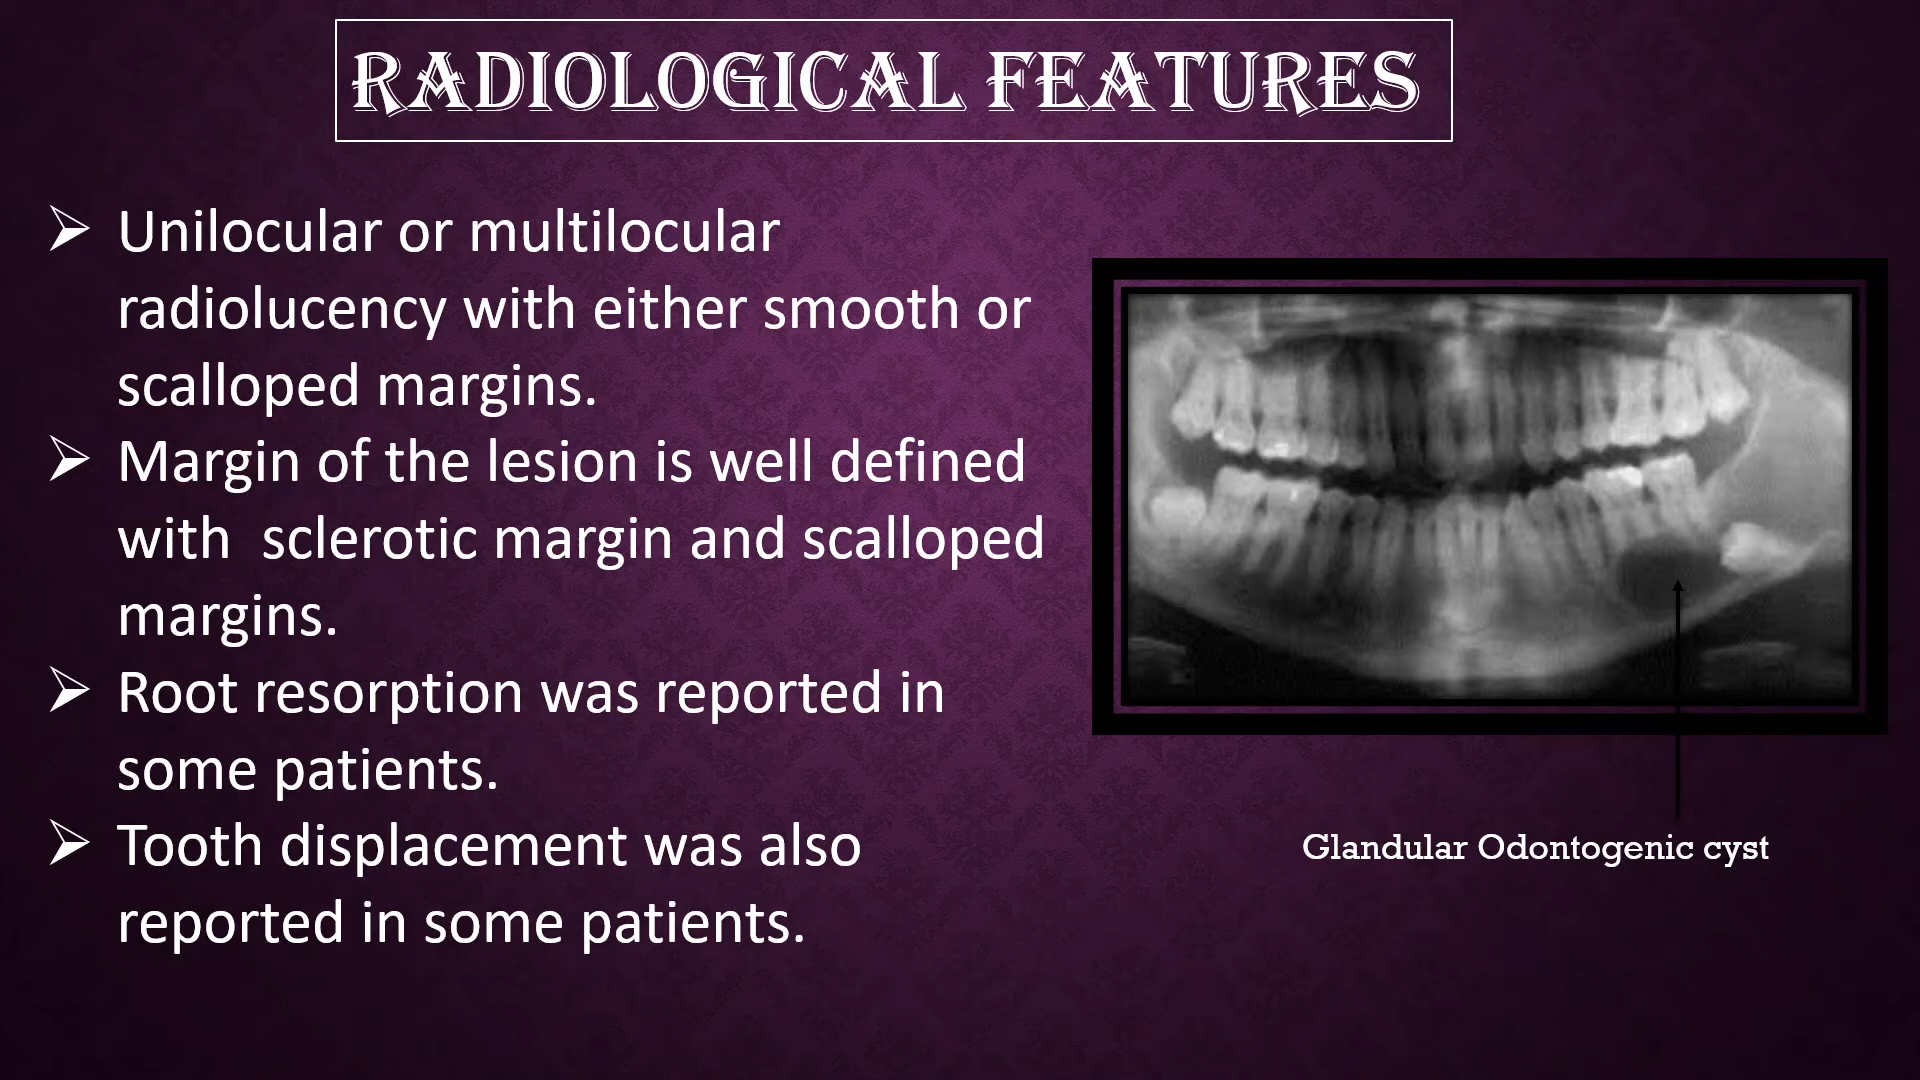 RADIOLOGICAL FEATURES
➢ Unilocular or multilocular
radiolucency with either smooth or
scalloped margins.
➢ Margin of the lesion is well defined
with  sclerotic margin and scalloped
margins.
➢ Root resorption was reported in
some patients.
➢ Tooth displacement was also
reported in some patients.
Glandular Odontogenic cyst